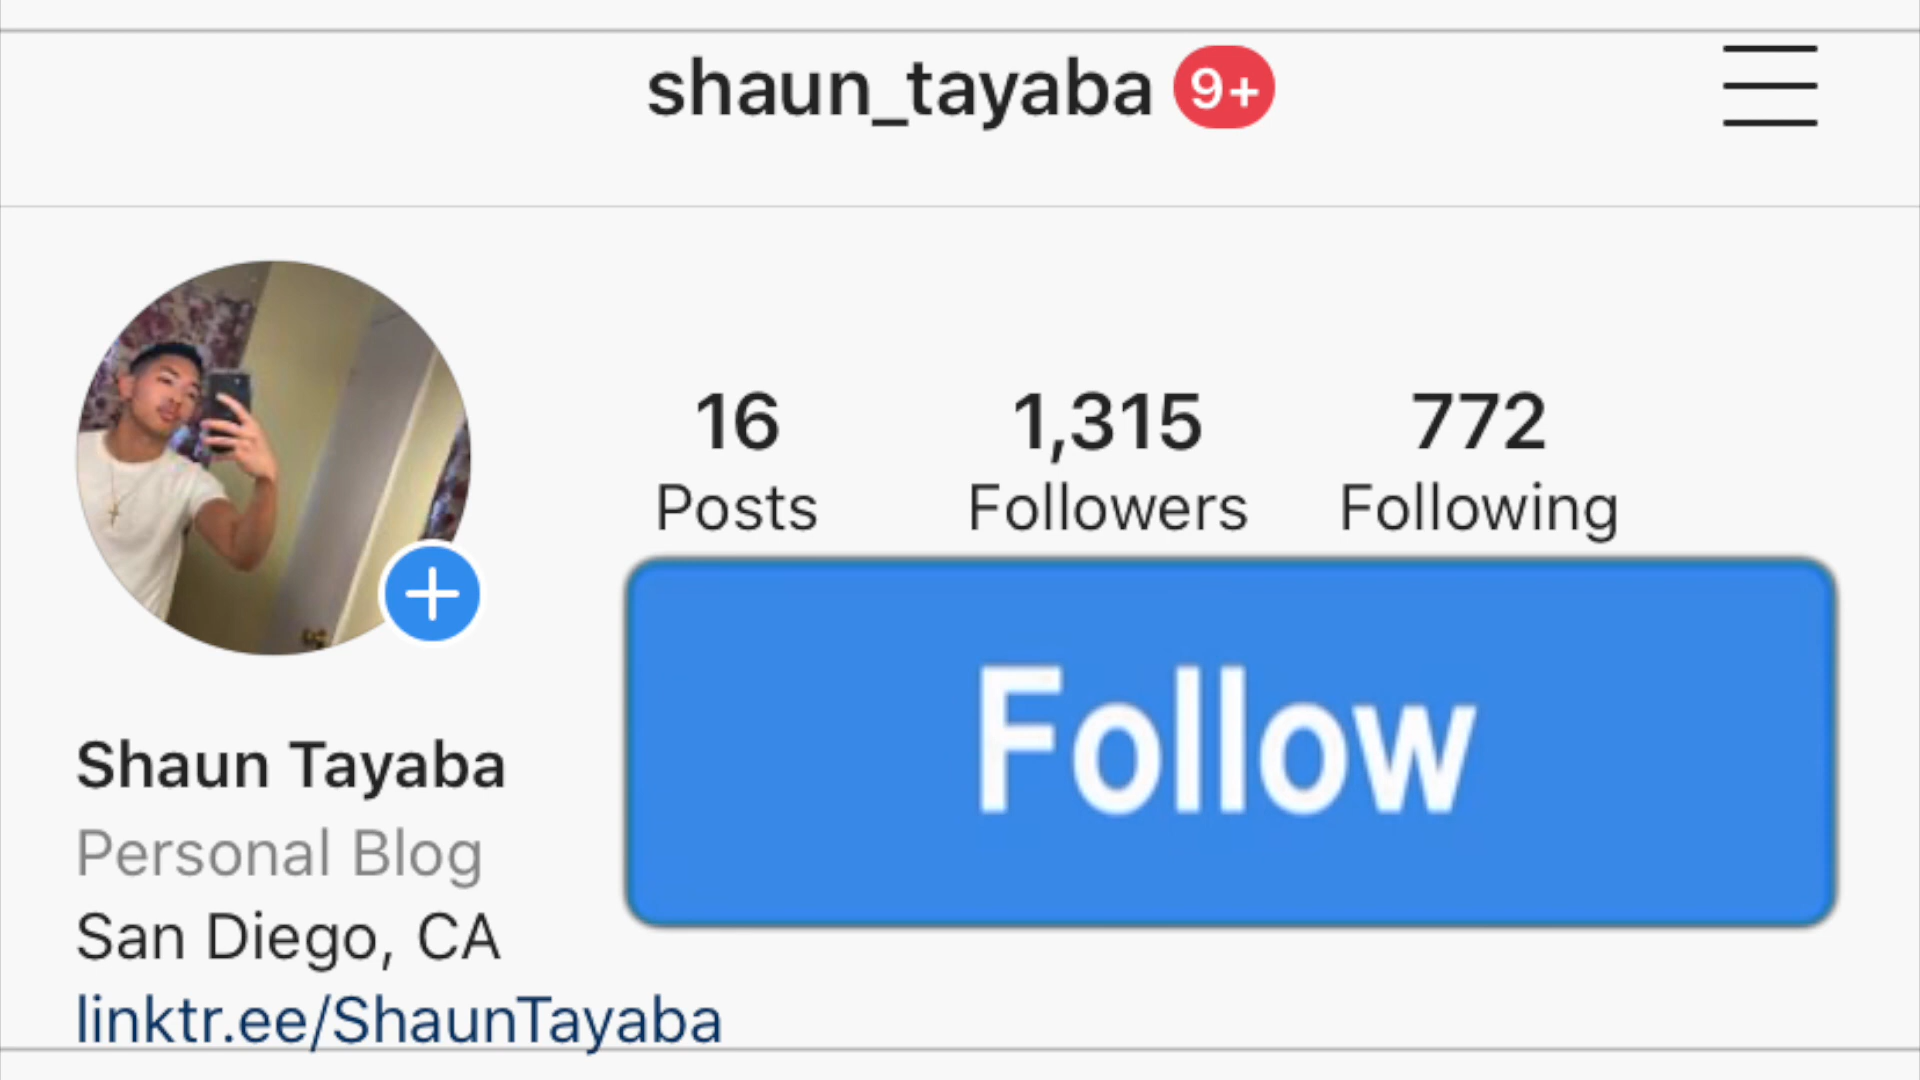 shaun_tayaba 9+
16 1,315 772
Posts Followers Following
Follow
Shaun Tayaba
Personal Blog
San Diego, CA
linktr.ee/ShaunTayaba